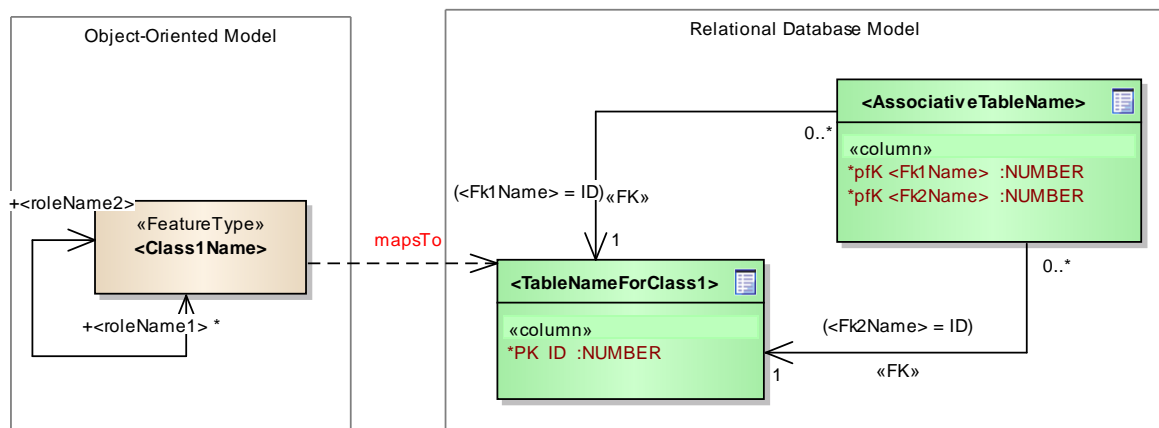 Object-Oriented Model
Relational Database Model
<AssociativeTableName>
0..*
«column»
*pfK <Fk1Name> :NUMBER
*pfK <Fk2Name> :NUMBER
(<Fk1Name> = ID)
«FK»
+<roleName2>
«FeatureType»
<Class1Name>
mapsTo
1
0..*
<TableNameForClass1>
+<roleName1> *
«column»
*PK ID :NUMBER
(<Fk2Name> = ID)
1
«FK»